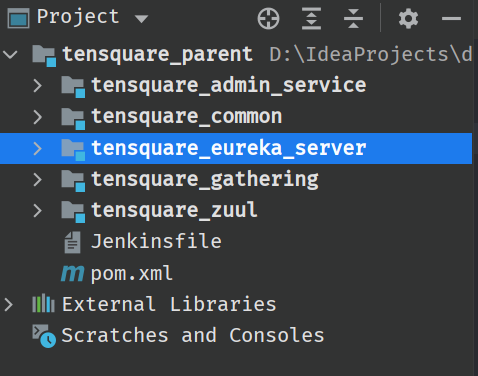 Project
tensquare_parent D:\IdeaProjects\d
tensquare_admin_service
tensquare_common
tensquare_eureka_server
tensquare_gathering
tensquare_zuul
Jenkinsfile
m pom.xml
External Libraries
Scratches and Consoles